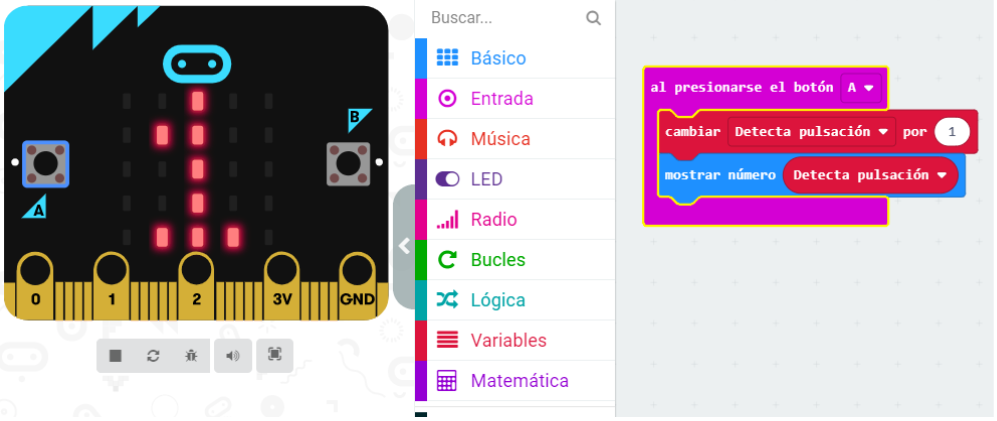 B
A
0 1 2 3V GND
Buscar...
Básico
Entrada
Música
LED
Radio
Bucles
Lógica
Variables
Matemática
al presionarse el botón A
cambiar Detecta pulsación por 1
mostrar número Detecta pulsación